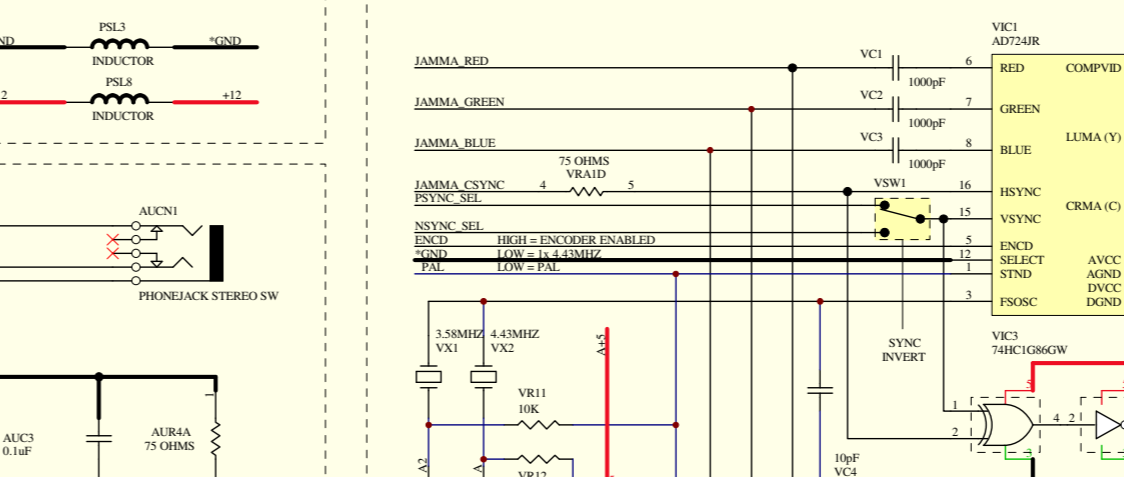 PSL3
ND
*GND
INDUCTOR
PSL8
2
+12
INDUCTOR
AUCN1
PHONEJACK STEREO SW
1
AUC3
0.1uF
AUR4A
75 OHMS
VIC1
AD724JR
JAMMA_RED
VC1
1000pF
6
RED
COMPVID
JAMMA_GREEN
VC2
1000pF
7
GREEN
LUMA (Y)
JAMMA_BLUE
VC3
1000pF
8
BLUE
75 OHMS
VRA1D
JAMMA_CSYNC
4
5
VSW1
16
HSYNC
PSYNC_SEL
CRMA (C)
15
VSYNC
NSYNC_SEL
ENCD
HIGH = ENCODER ENABLED
5
ENCD
*GND
LOW = 1x 4.43MHZ
12
SELECT
AVCC
PAL
LOW = PAL
1
STND
AGND
DVCC
3
FSOSC
DGND
3.58MHZ
VX1
4.43MHZ
VX2
A+5
SYNC
INVERT
VIC3
74HC1G86GW
VR11
10K
5
1
2
4
2
A2
A
VR12
10pF
VC4